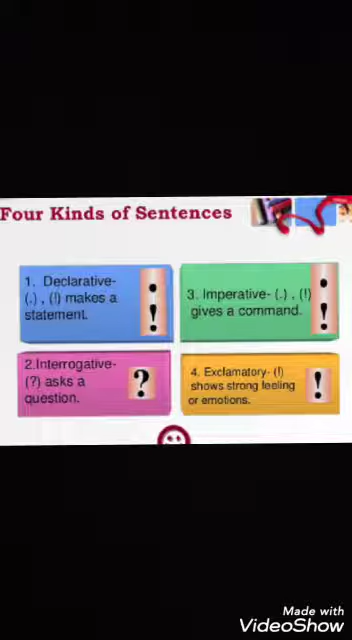 Four Kinds of Sentences
1. Declarative-
(.) , (!) makes a
statement.
.
!
3. Imperative- (.) , (!)
gives a command.
.
!
2.Interrogative-
(?) asks a
question.
?
4. Exclamatory- (!)
shows strong feeling
or emotions.
!
Made with
VideoShow